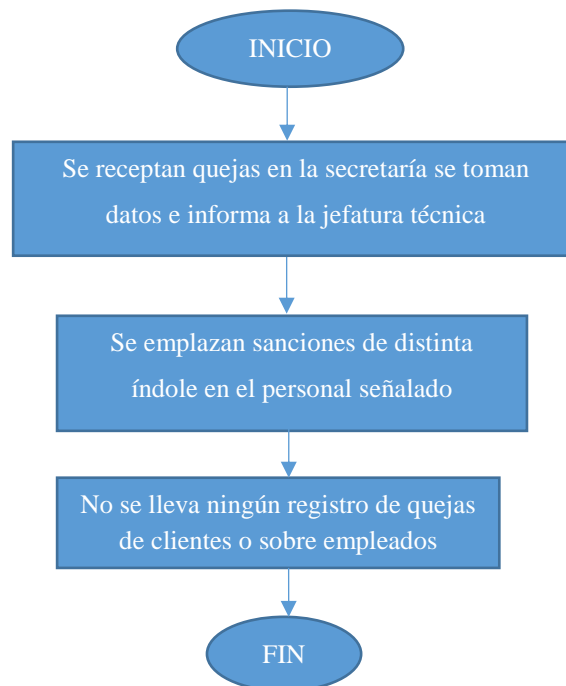 INICIO
Se receptan quejas en la secretaría se toman
datos e informa a la jefatura técnica
Se emplazan sanciones de distinta
índole en el personal señalado
No se lleva ningún registro de quejas
de clientes o sobre empleados
FIN